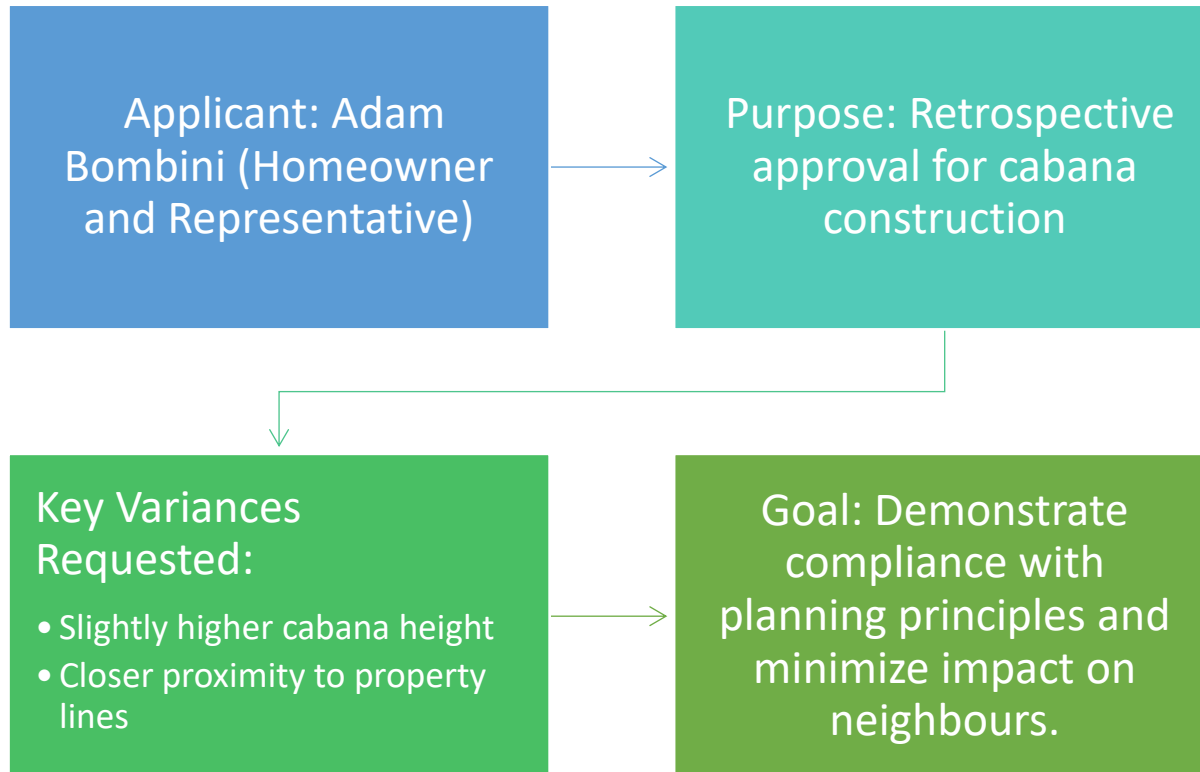 Applicant: Adam
Bombini (Homeowner
and Representative)
Purpose: Retrospective
approval for cabana
construction
Key Variances
Requested:
• Slightly higher cabana height
• Closer proximity to property
lines
Goal: Demonstrate
compliance with
planning principles and
minimize impact on
neighbours.